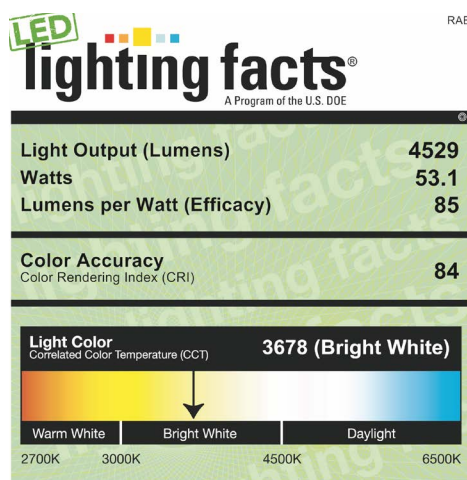 RAB
LED
lighting facts®
A Program of the U.S. DOE
Light Output (Lumens) 4529
Watts 53.1
Lumens per Watt (Efficacy) 85
Color Accuracy
Color Rendering Index (CRI) 84
Light Color
Correlated Color Temperature (CCT) 3678 (Bright White)
Warm White Bright White Daylight
2700K 3000K 4500K 6500K